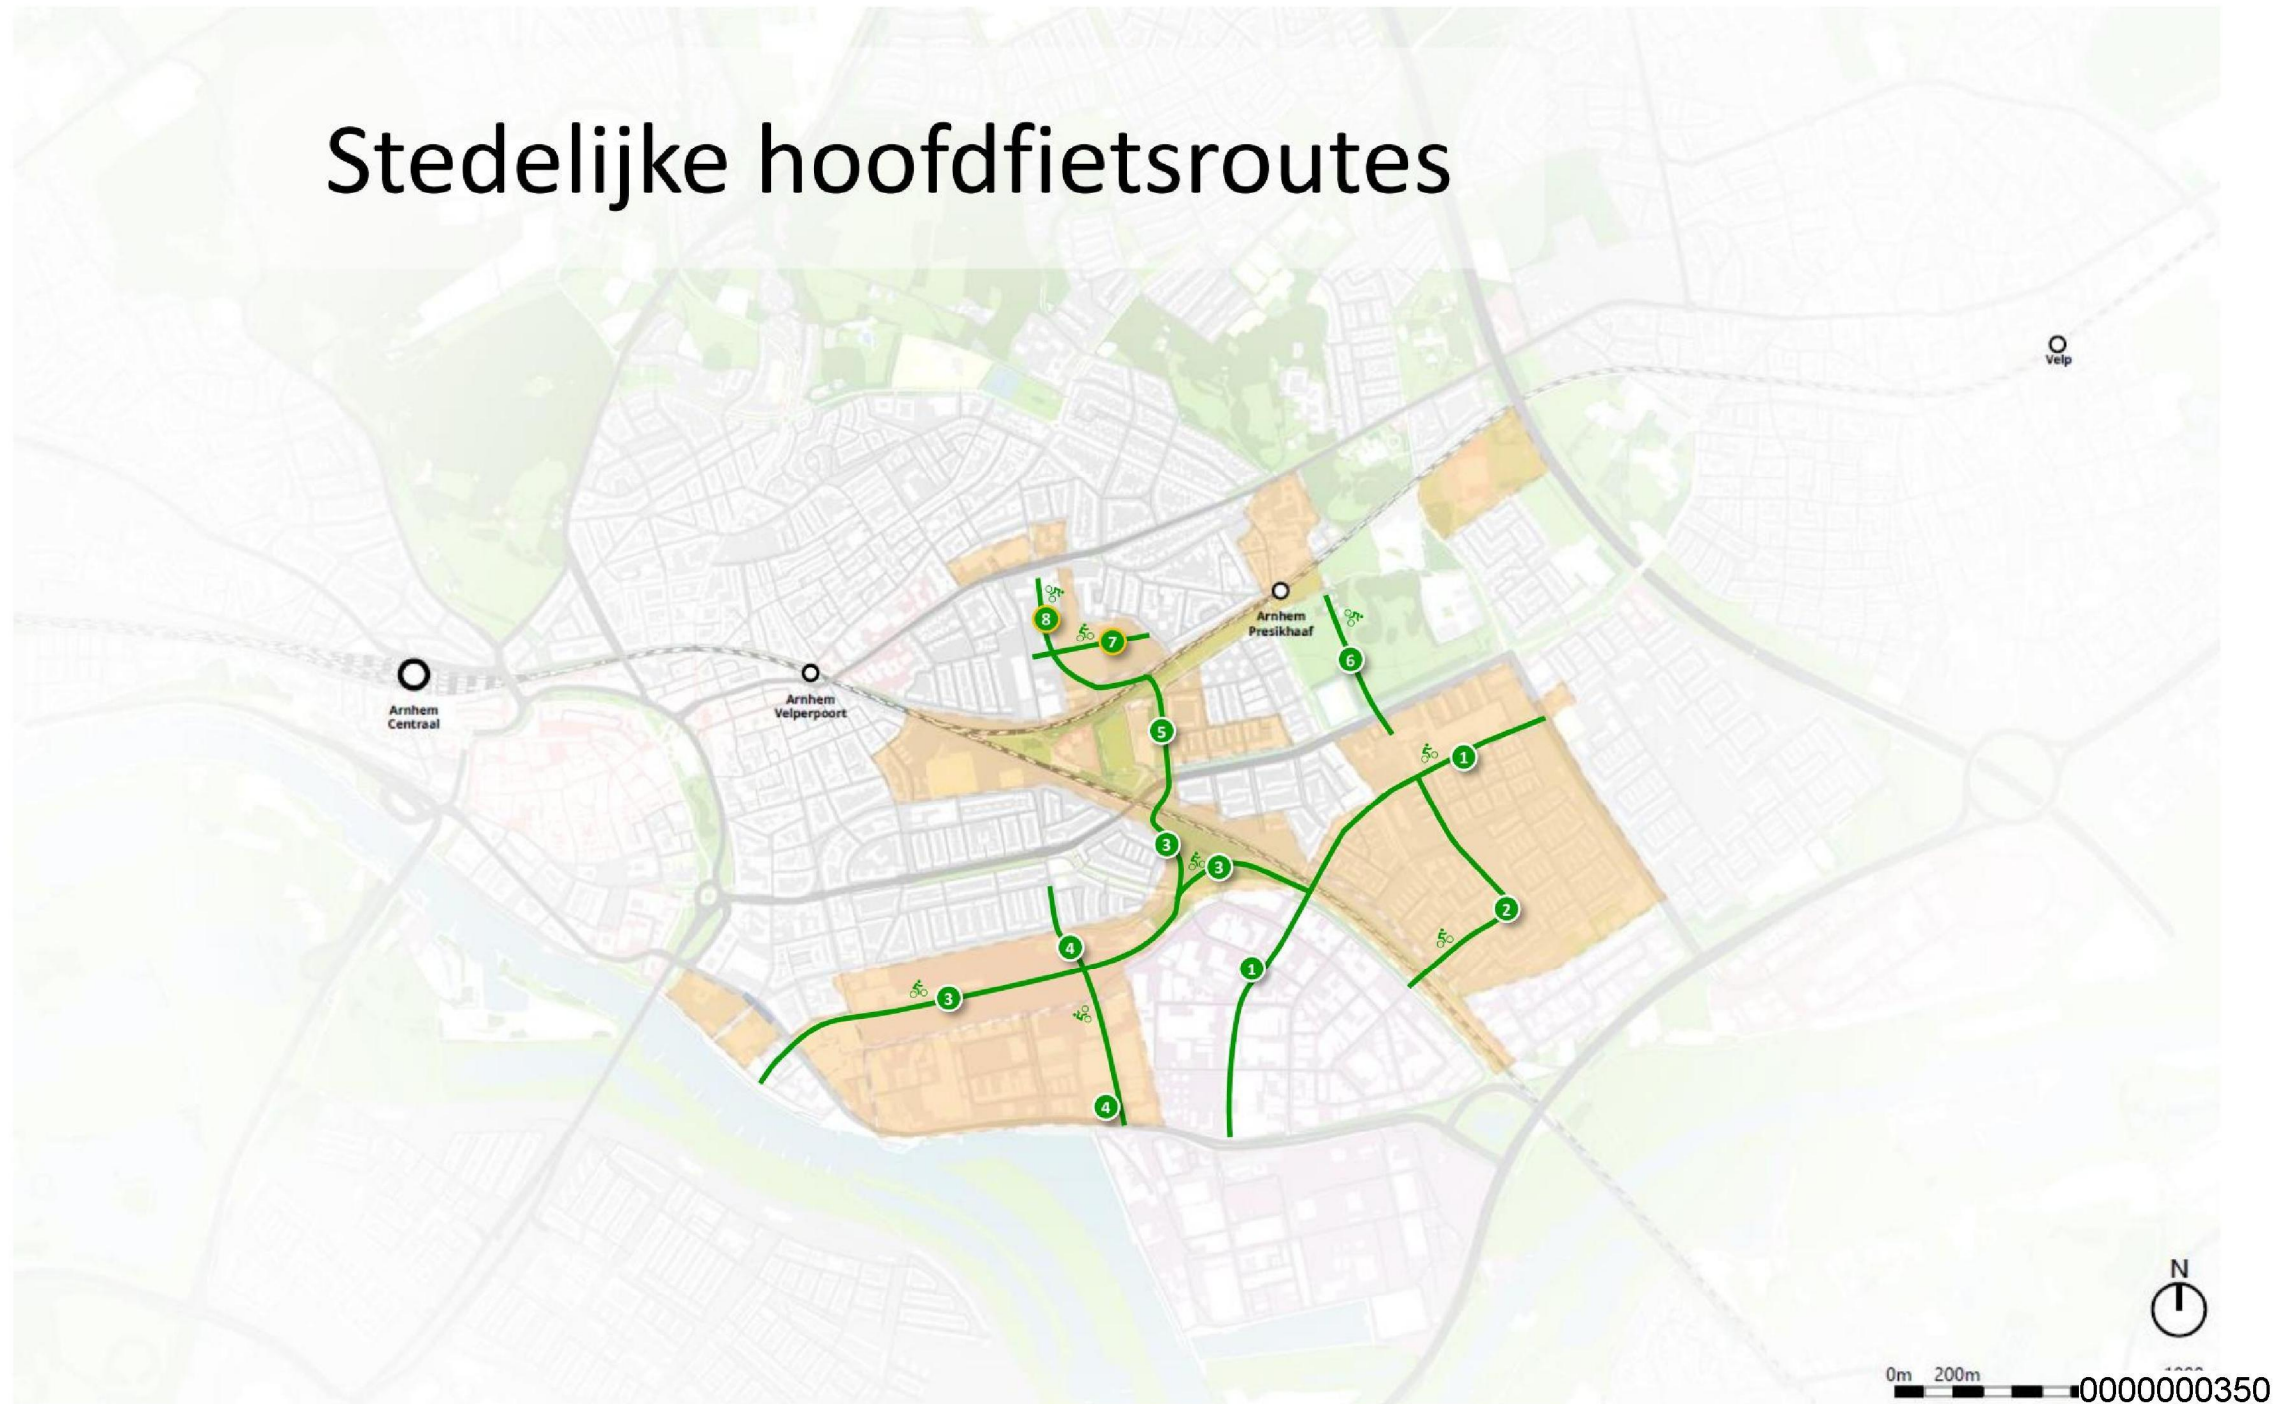 Stedelijke hoofdfietsroutes
Velp
Arnhem
Presikhaaf
Arnhem
Velperpoort
Arnhem
Centraal
8
7
6
5
1
3
3
2
4
1
3
4
N
0m 200m
0000000350